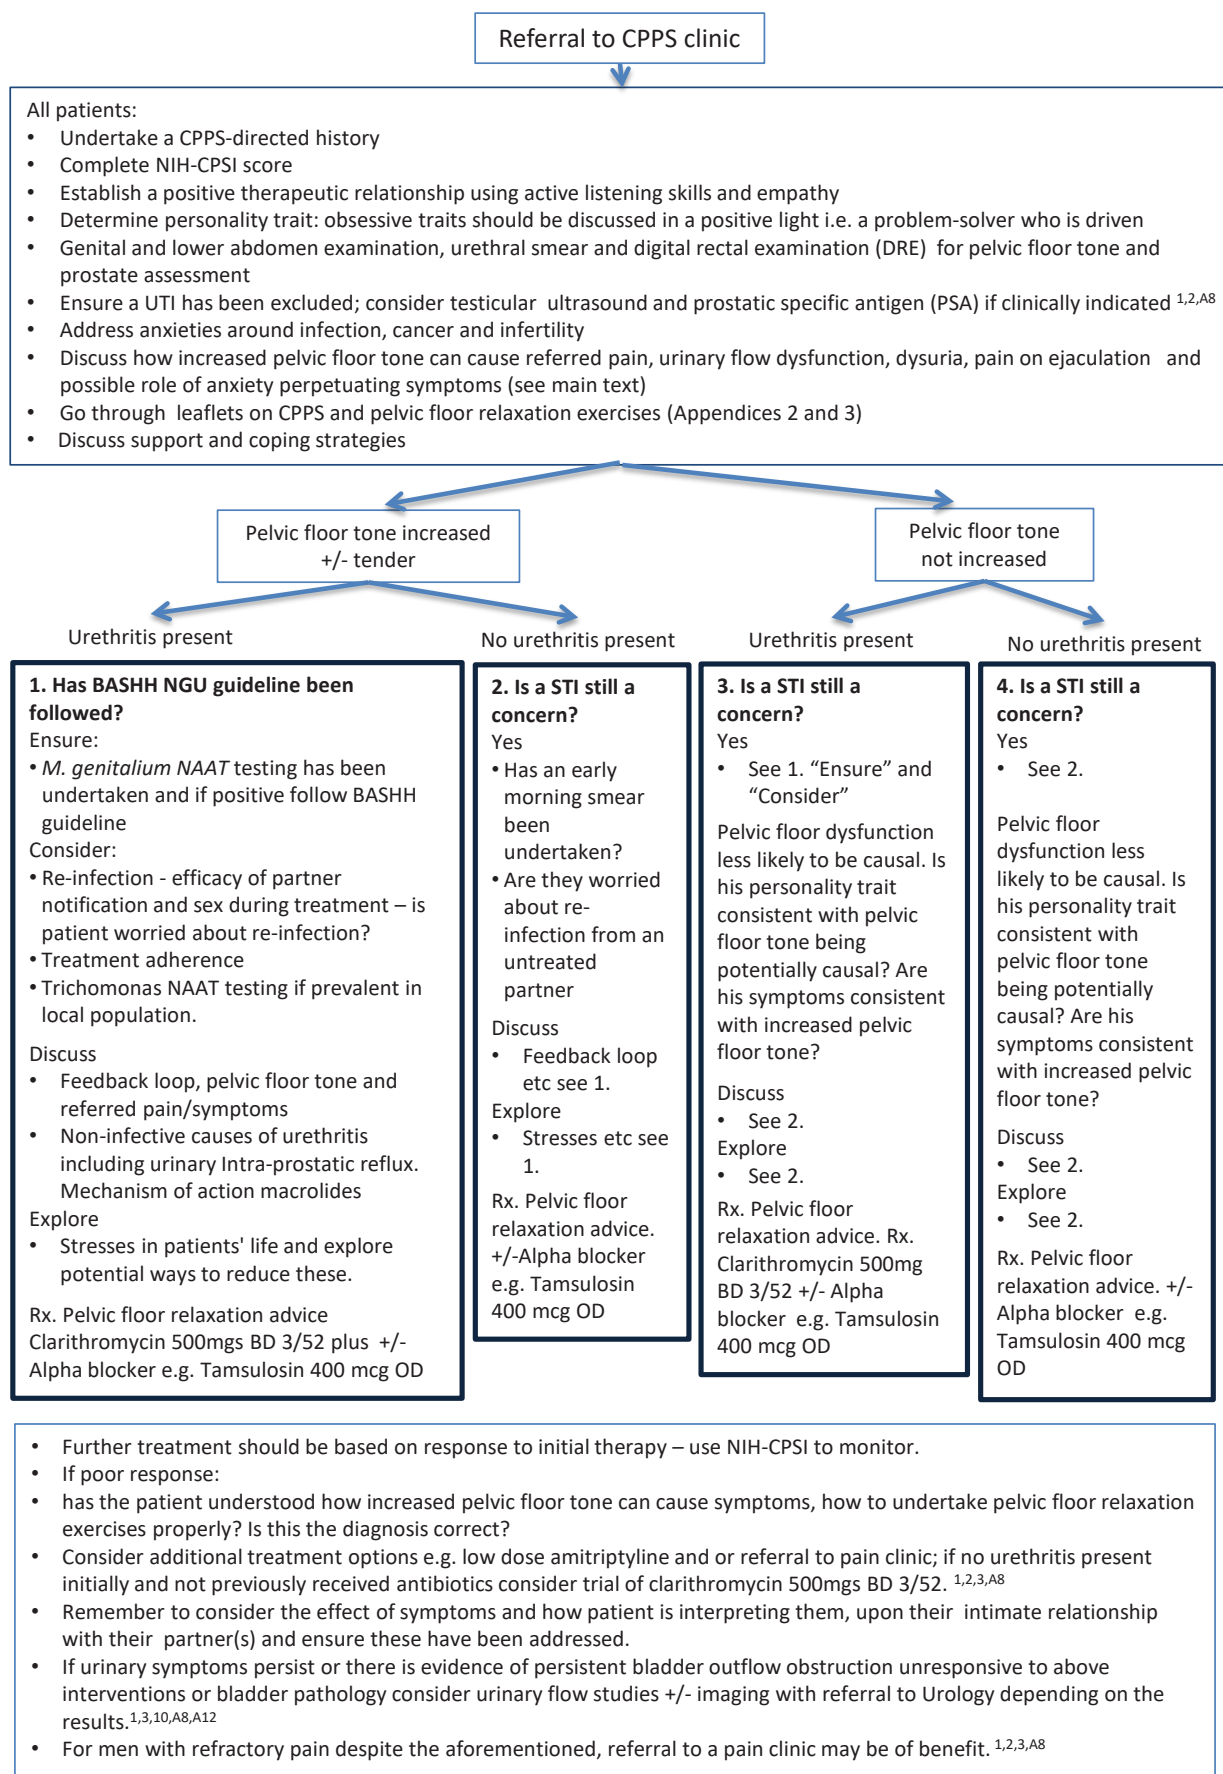 Referral to CPPS clinic
All patients:
• Undertake a CPPS-directed history
• Complete NIH-CPSI score
• Establish a positive therapeutic relationship using active listening skills and empathy
• Determine personality trait: obsessive traits should be discussed in a positive light i.e. a problem-solver who is driven
• Genital and lower abdomen examination, urethral smear and digital rectal examination (DRE) for pelvic floor tone and
prostate assessment
• Ensure a UTI has been excluded; consider testicular ultrasound and prostatic specific antigen (PSA) if clinically indicated 1,2,A8
• Address anxieties around infection, cancer and infertility
• Discuss how increased pelvic floor tone can cause referred pain, urinary flow dysfunction, dysuria, pain on ejaculation and
possible role of anxiety perpetuating symptoms (see main text)
• Go through leaflets on CPPS and pelvic floor relaxation exercises (Appendices 2 and 3)
• Discuss support and coping strategies
Pelvic floor tone increased
+/- tender
Pelvic floor tone
not increased
Urethritis present
No urethritis present
Urethritis present
No urethritis present
1. Has BASHH NGU guideline been
followed?
Ensure:
• M. genitalium NAAT testing has been
undertaken and if positive follow BASHH
guideline
Consider:
• Re-infection - efficacy of partner
notification and sex during treatment – is
patient worried about re-infection?
• Treatment adherence
• Trichomonas NAAT testing if prevalent in
local population.
Discuss
• Feedback loop, pelvic floor tone and
referred pain/symptoms
• Non-infective causes of urethritis
including urinary Intra-prostatic reflux.
Mechanism of action macrolides
Explore
• Stresses in patients' life and explore
potential ways to reduce these.
Rx. Pelvic floor relaxation advice
Clarithromycin 500mgs BD 3/52 plus +/-
Alpha blocker e.g. Tamsulosin 400 mcg OD
2. Is a STI still a
concern?
Yes
• Has an early
morning smear
been
undertaken?
• Are they worried
about re-
infection from an
untreated
partner
Discuss
• Feedback loop
etc see 1.
Explore
• Stresses etc see
1.
Rx. Pelvic floor
relaxation advice.
+/-Alpha blocker
e.g. Tamsulosin
400 mcg OD
3. Is a STI still a
concern?
Yes
• See 1. “Ensure” and
“Consider”
Pelvic floor dysfunction
less likely to be causal. Is
his personality trait
consistent with pelvic
floor tone being
potentially causal? Are
his symptoms consistent
with increased pelvic
floor tone?
Discuss
• See 2.
Explore
• See 2.
Rx. Pelvic floor
relaxation advice. Rx.
Clarithromycin 500mg
BD 3/52 +/- Alpha
blocker e.g. Tamsulosin
400 mcg OD
4. Is a STI still a
concern?
Yes
• See 2.
Pelvic floor
dysfunction less
likely to be causal. Is
his personality trait
consistent with
pelvic floor tone
being potentially
causal? Are his
symptoms consistent
with increased pelvic
floor tone?
Discuss
• See 2.
Explore
• See 2.
Rx. Pelvic floor
relaxation advice. +/-
Alpha blocker e.g.
Tamsulosin 400 mcg
OD
• Further treatment should be based on response to initial therapy – use NIH-CPSI to monitor.
• If poor response:
• has the patient understood how increased pelvic floor tone can cause symptoms, how to undertake pelvic floor relaxation
exercises properly? Is this the diagnosis correct?
• Consider additional treatment options e.g. low dose amitriptyline and or referral to pain clinic; if no urethritis present
initially and not previously received antibiotics consider trial of clarithromycin 500mgs BD 3/52. 1,2,3,A8
• Remember to consider the effect of symptoms and how patient is interpreting them, upon their intimate relationship
with their partner(s) and ensure these have been addressed.
• If urinary symptoms persist or there is evidence of persistent bladder outflow obstruction unresponsive to above
interventions or bladder pathology consider urinary flow studies +/- imaging with referral to Urology depending on the
results.1,3,10,A8,A12
• For men with refractory pain despite the aforementioned, referral to a pain clinic may be of benefit. 1,2,3,A8